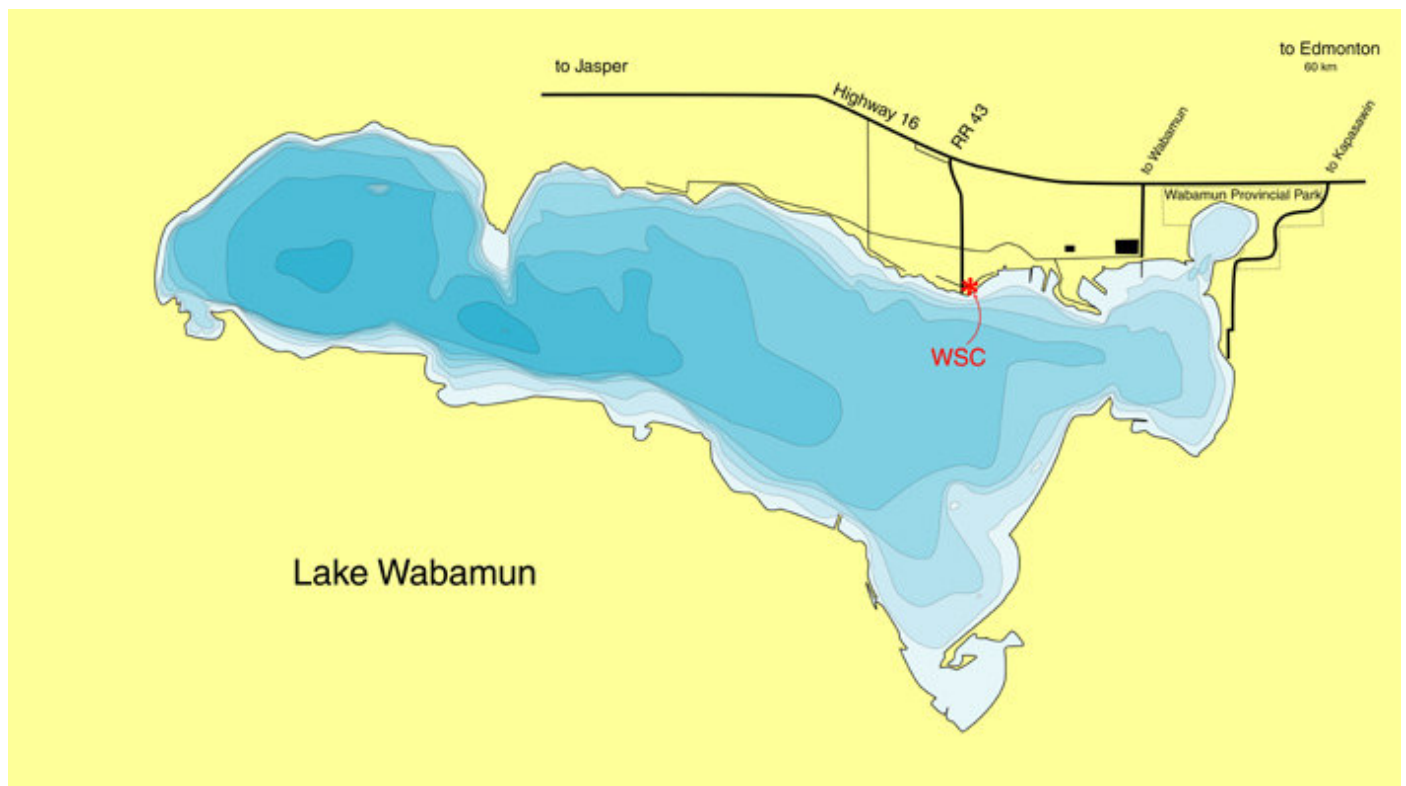 to Edmonton
60 km
to Jasper
Highway 16
RR 43
to Wabamun
to Kapasawin
Wabamun Provincial Park
WSC
Lake Wabamun